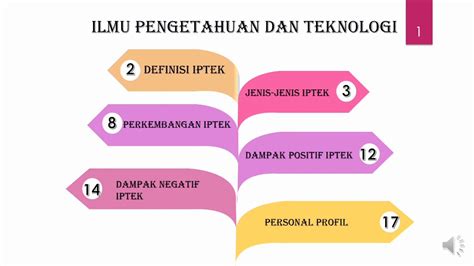 ILMU PENGETAHUAN DAN TEKNOLOGI
1
2 DEFINISI IPTEK
JENIS-JENIS IPTEK 3
8 PERKEMBANGAN IPTEK
DAMPAK POSITIF IPTEK 12
14 DAMPAK NEGATIF
IPTEK
PERSONAL PROFIL 17